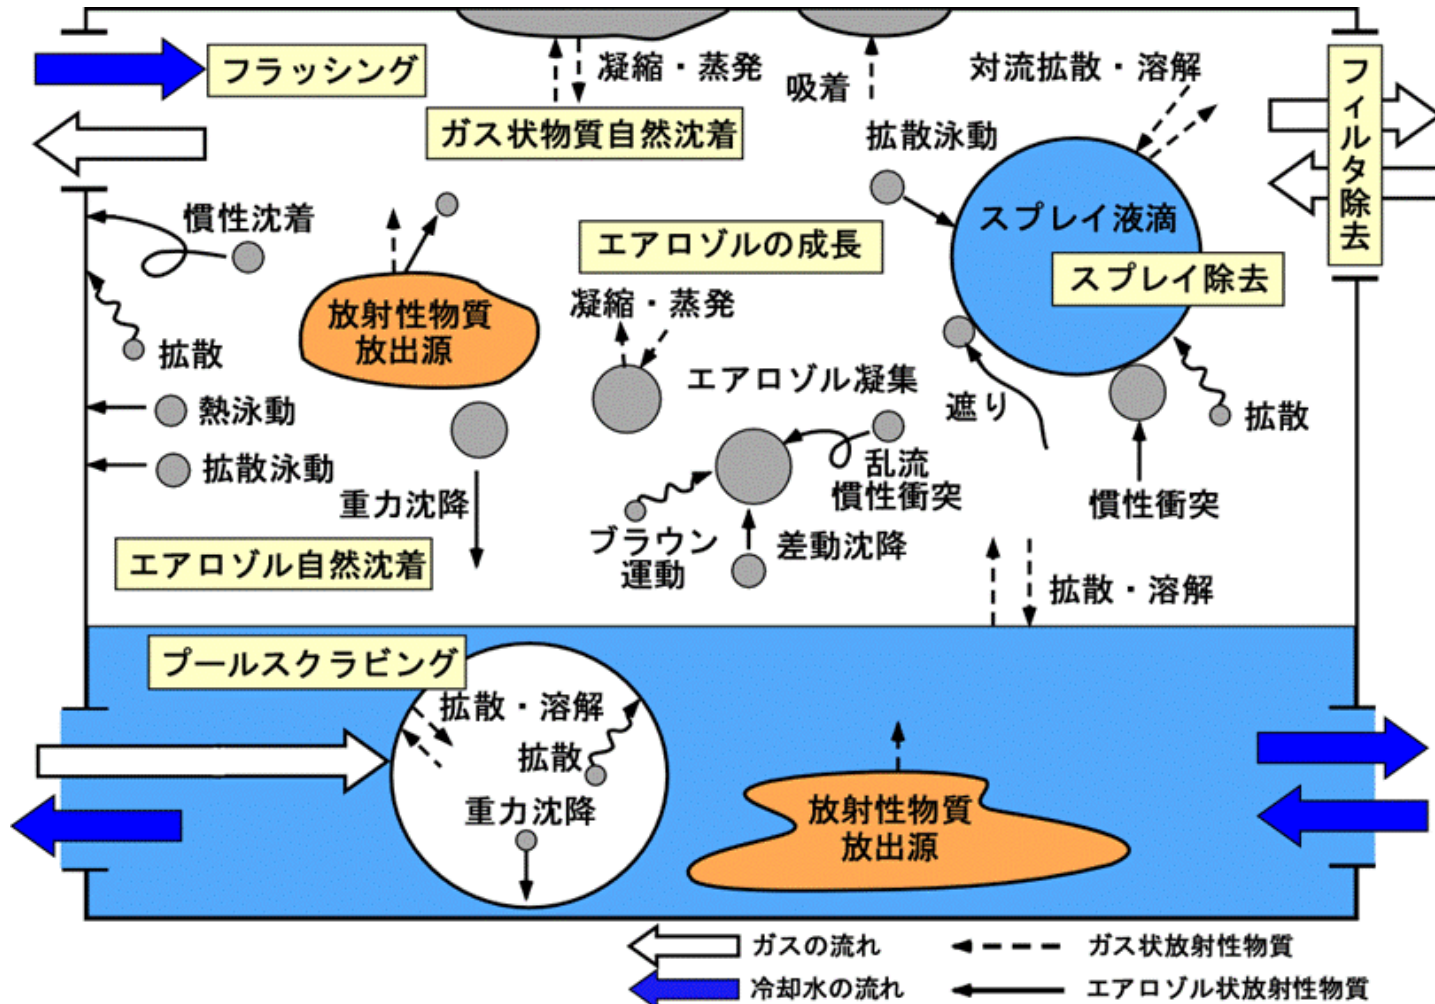 フラッシング
凝縮・蒸発
ガス状物質自然沈着
吸着
対流拡散・溶解
フィルタ除去
拡散泳動
スプレイ液滴
スプレイ除去
慣性沈着
エアロゾルの成長
放射性物質
放出源
凝縮・蒸発
拡散
熱泳動
拡散泳動
重力沈降
エアロゾル自然沈着
エアロゾル凝集
乱流
慣性衝突
ブラウン
運動
差動沈降
遮り
拡散
慣性衝突
拡散・溶解
プールスクラビング
拡散・溶解
拡散
重力沈降
放射性物質
放出源
ガスの流れ
ガス状放射性物質
冷却水の流れ
エアロゾル状放射性物質